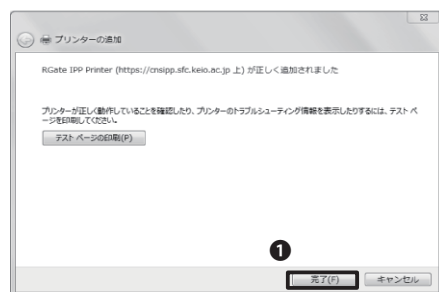 プリンターの追加
RGate IPP Printer (https://cnsipp.sfc.keio.ac.jp 上) が正しく追加されました
プリンターが正しく動作していることを確認したり、プリンターのトラブルシューティング情報を表示したりするには、テスト ペ
ージを印刷してください。
テスト ページの印刷(P)
1
完了(F)
キャンセル